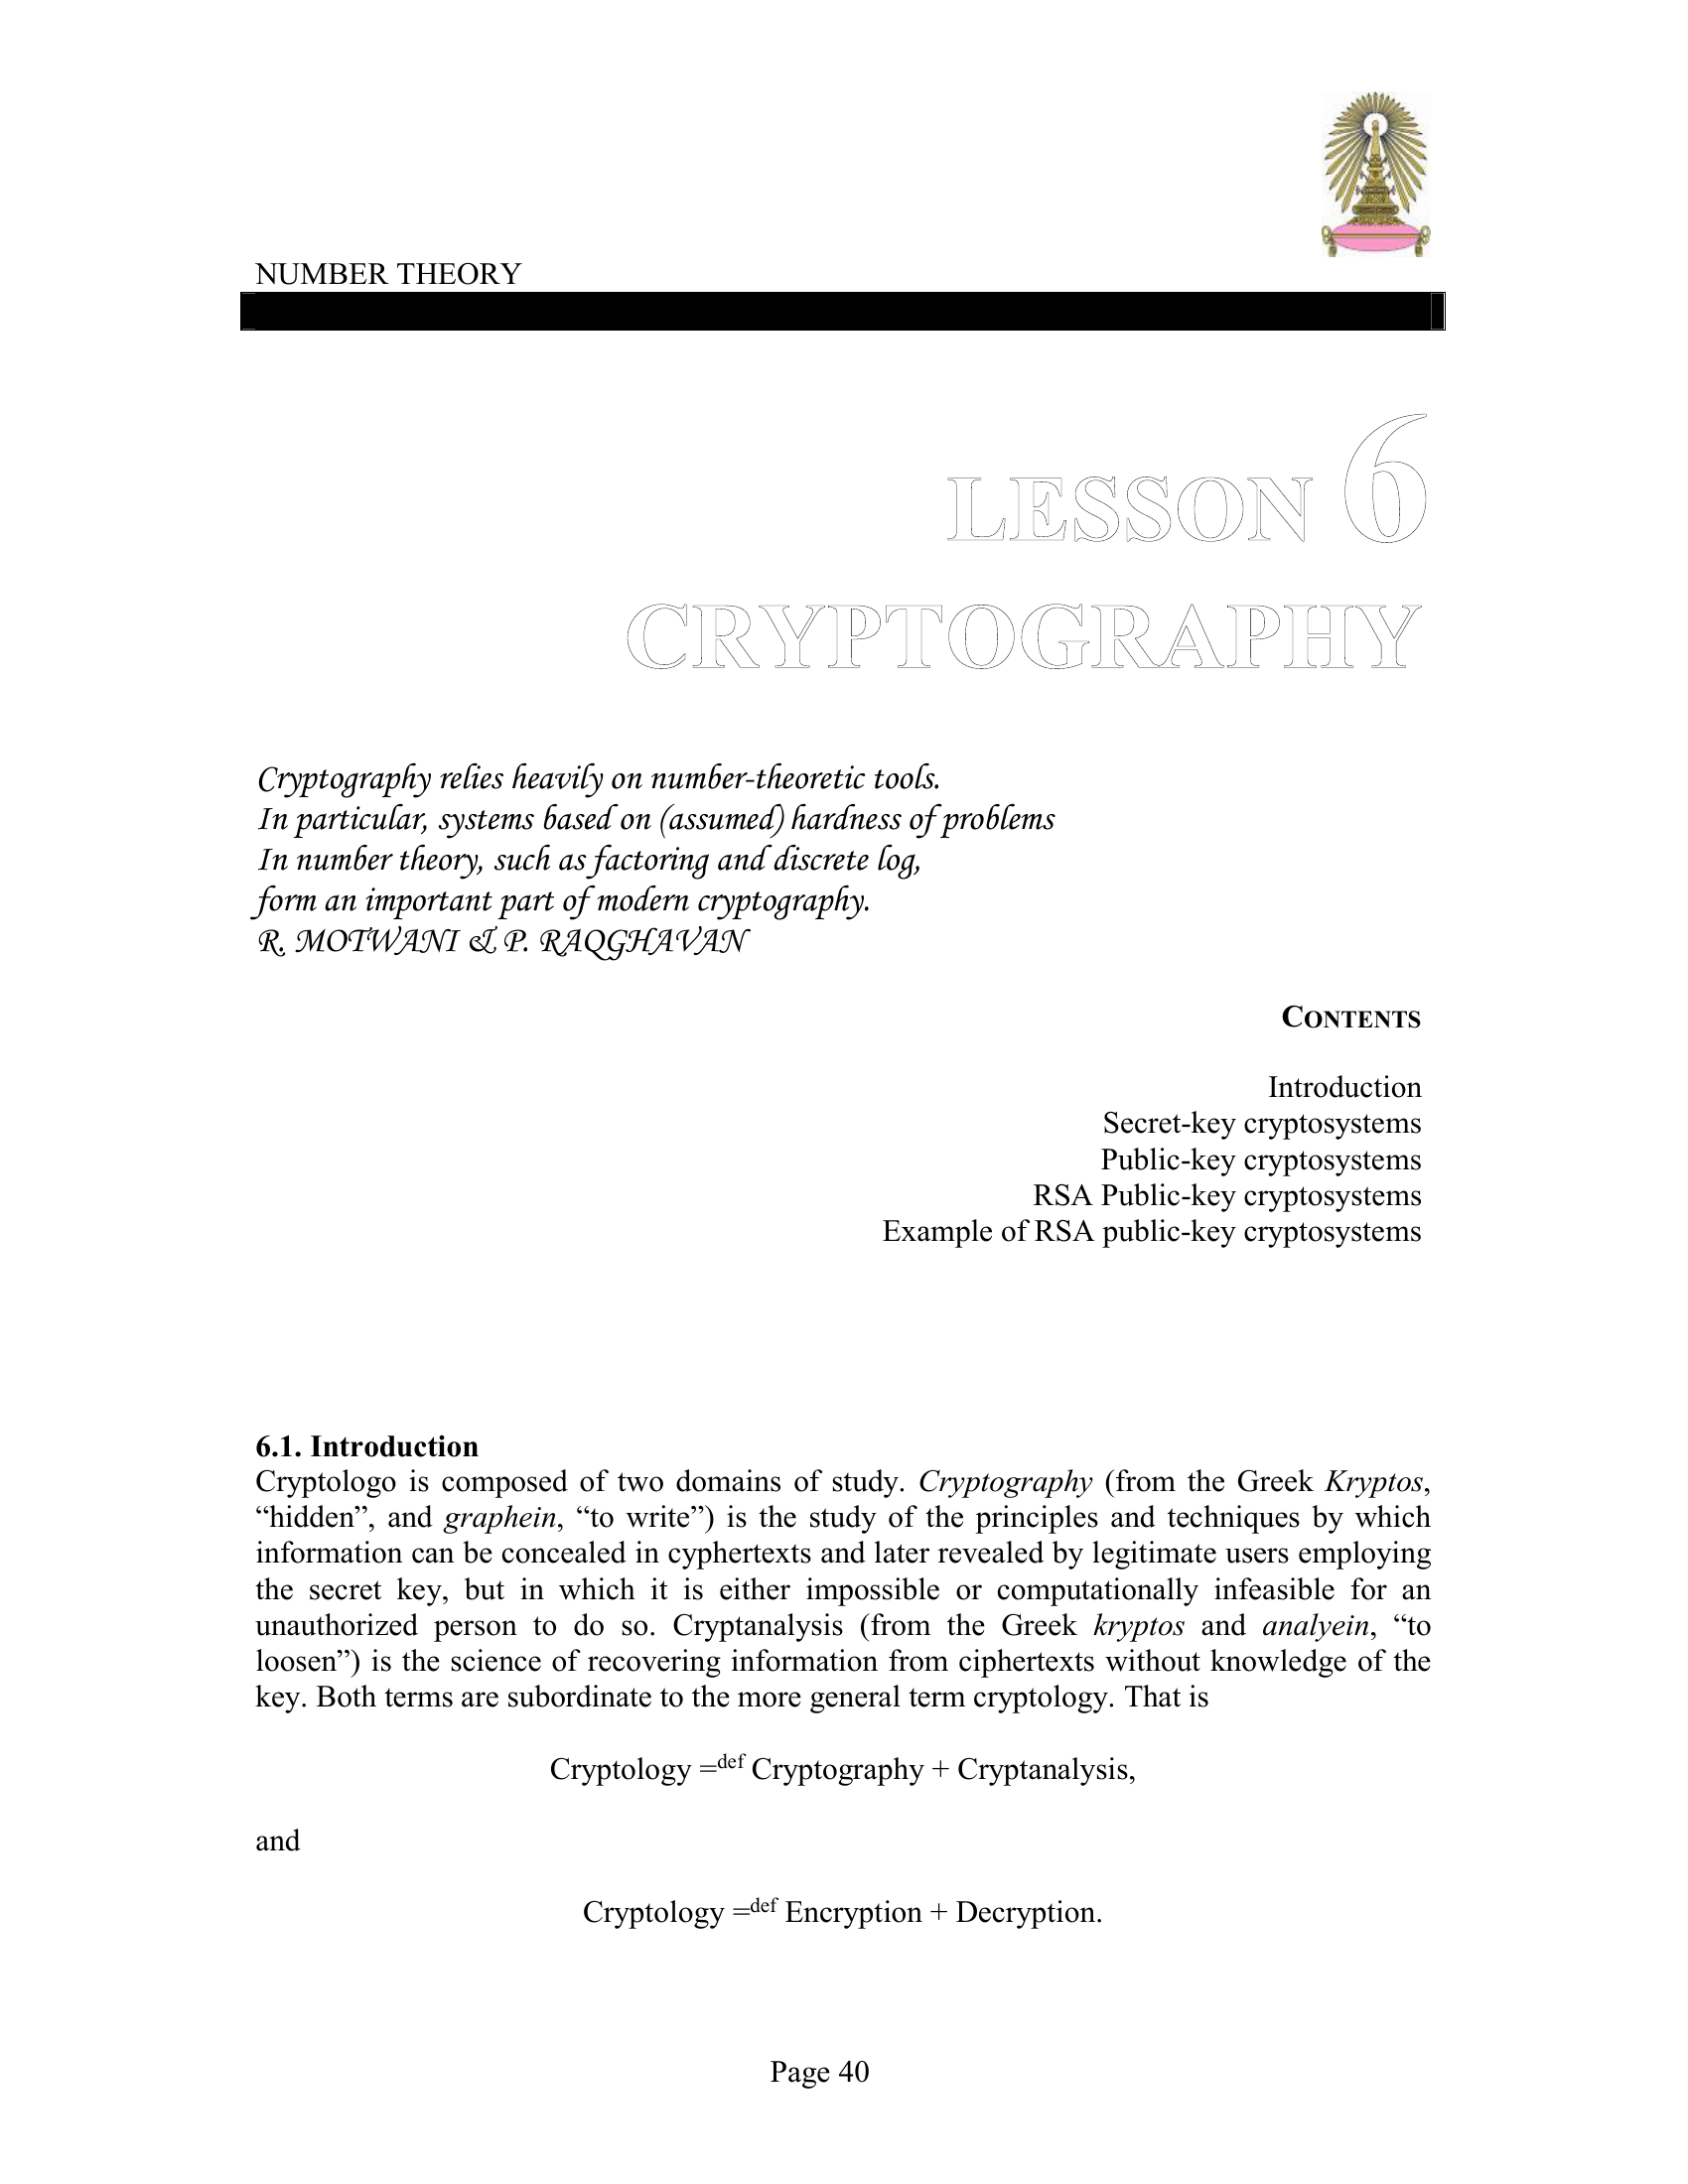 NUMBER THEORY
LESSON 6
CRYPTOGRAPHY
Cryptography relies heavily on number-theoretic tools.
In particular, systems based on (assumed) hardness of problems
In number theory, such as factoring and discrete log,
form an important part of modern cryptography.
R. MOTWANI & P. RAQGHAVAN
CONTENTS
Introduction
Secret-key cryptosystems
Public-key cryptosystems
RSA Public-key cryptosystems
Example of RSA public-key cryptosystems
6.1. Introduction
Cryptologo is composed of two domains of study. Cryptography (from the Greek Kryptos,
“hidden”, and graphein, “to write”) is the study of the principles and techniques by which
information can be concealed in cyphertexts and later revealed by legitimate users employing
the secret key, but in which it is either impossible or computationally infeasible for an
unauthorized person to do so. Cryptanalysis (from the Greek kryptos and analyein, “to
loosen”) is the science of recovering information from ciphertexts without knowledge of the
key. Both terms are subordinate to the more general term cryptology. That is
Cryptology =def Cryptography + Cryptanalysis,
and
Cryptology =def Encryption + Decryption.
Page 40